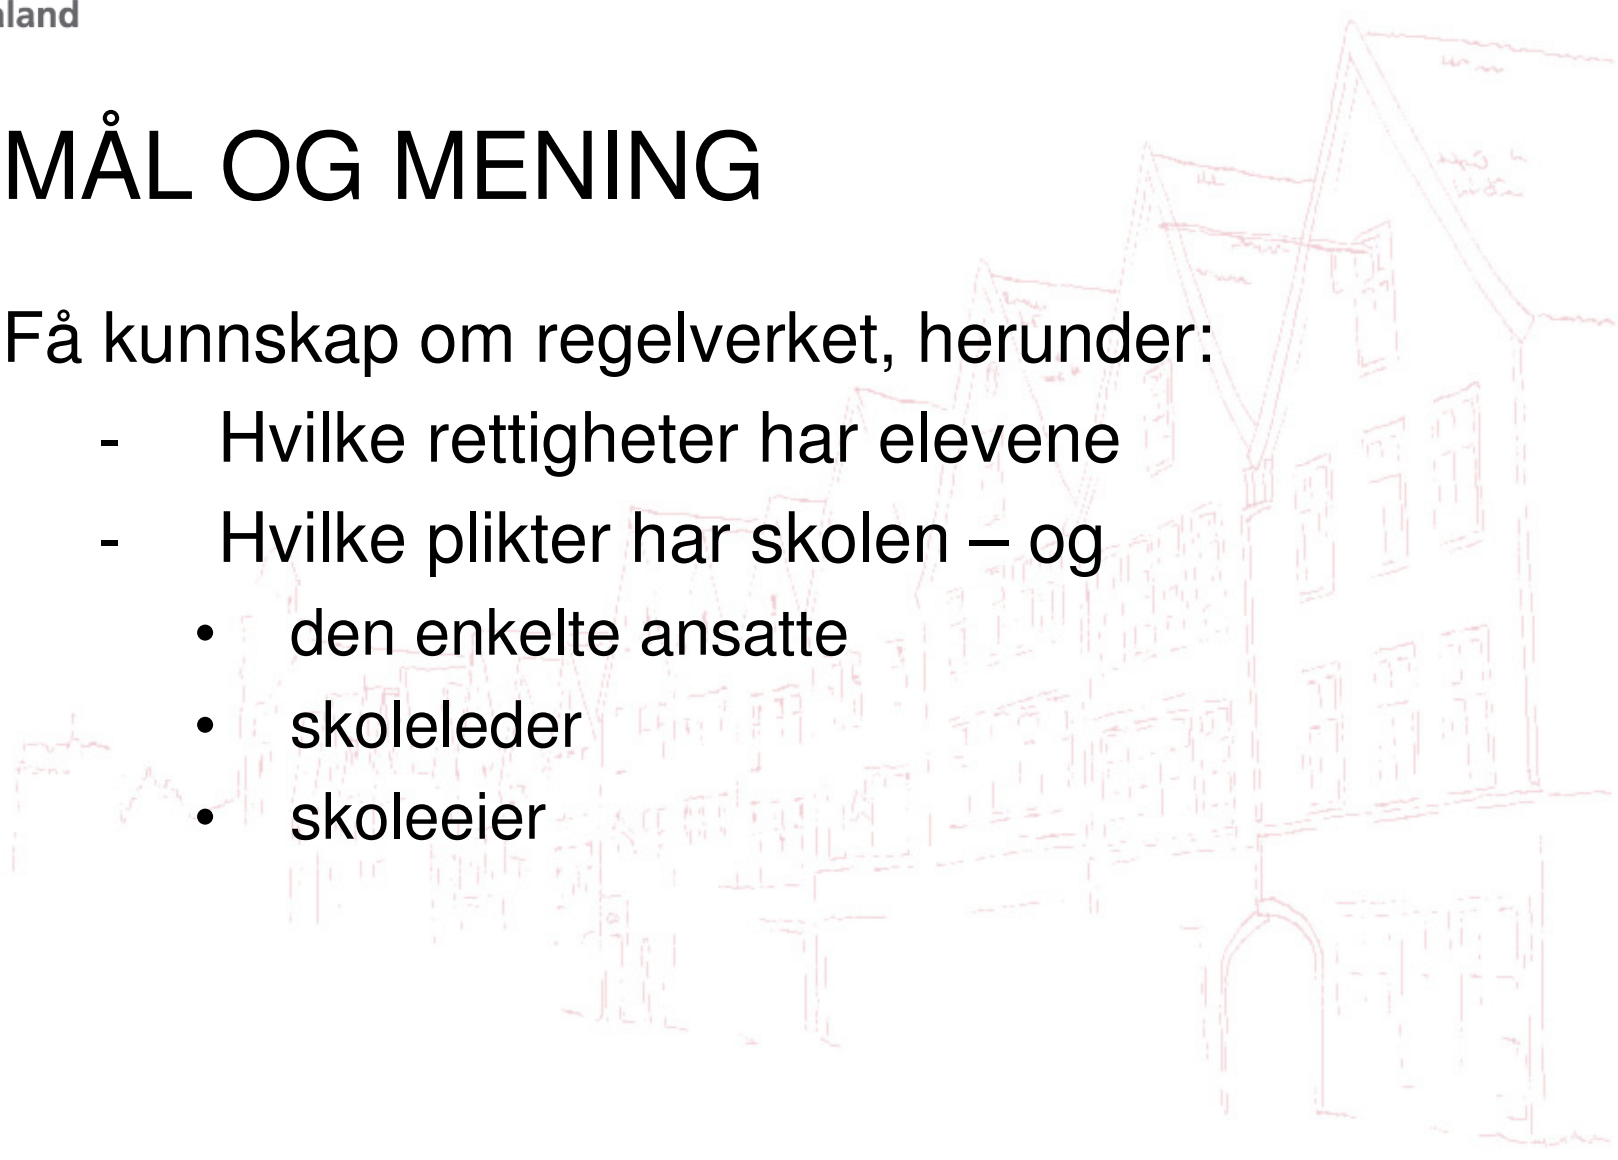 aland
MÅL OG MENING
Få kunnskap om regelverket, herunder:
- Hvilke rettigheter har elevene
- Hvilke plikter har skolen – og
• den enkelte ansatte
• skoleleder
• skoleeier